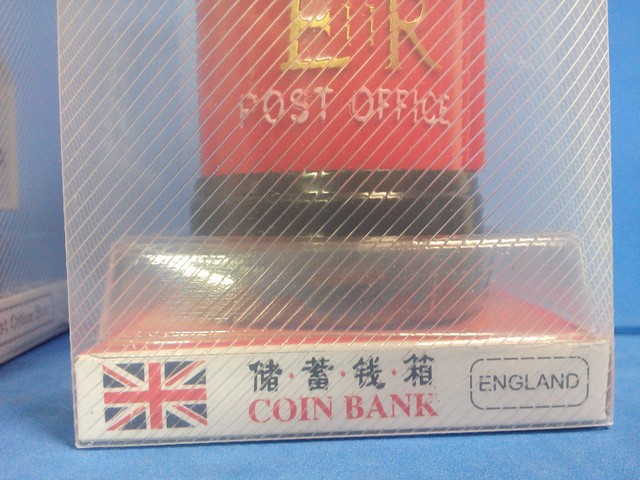 EIIR
POST OFFICE
储·蓄·钱·箱
COIN BANK
ENGLAND